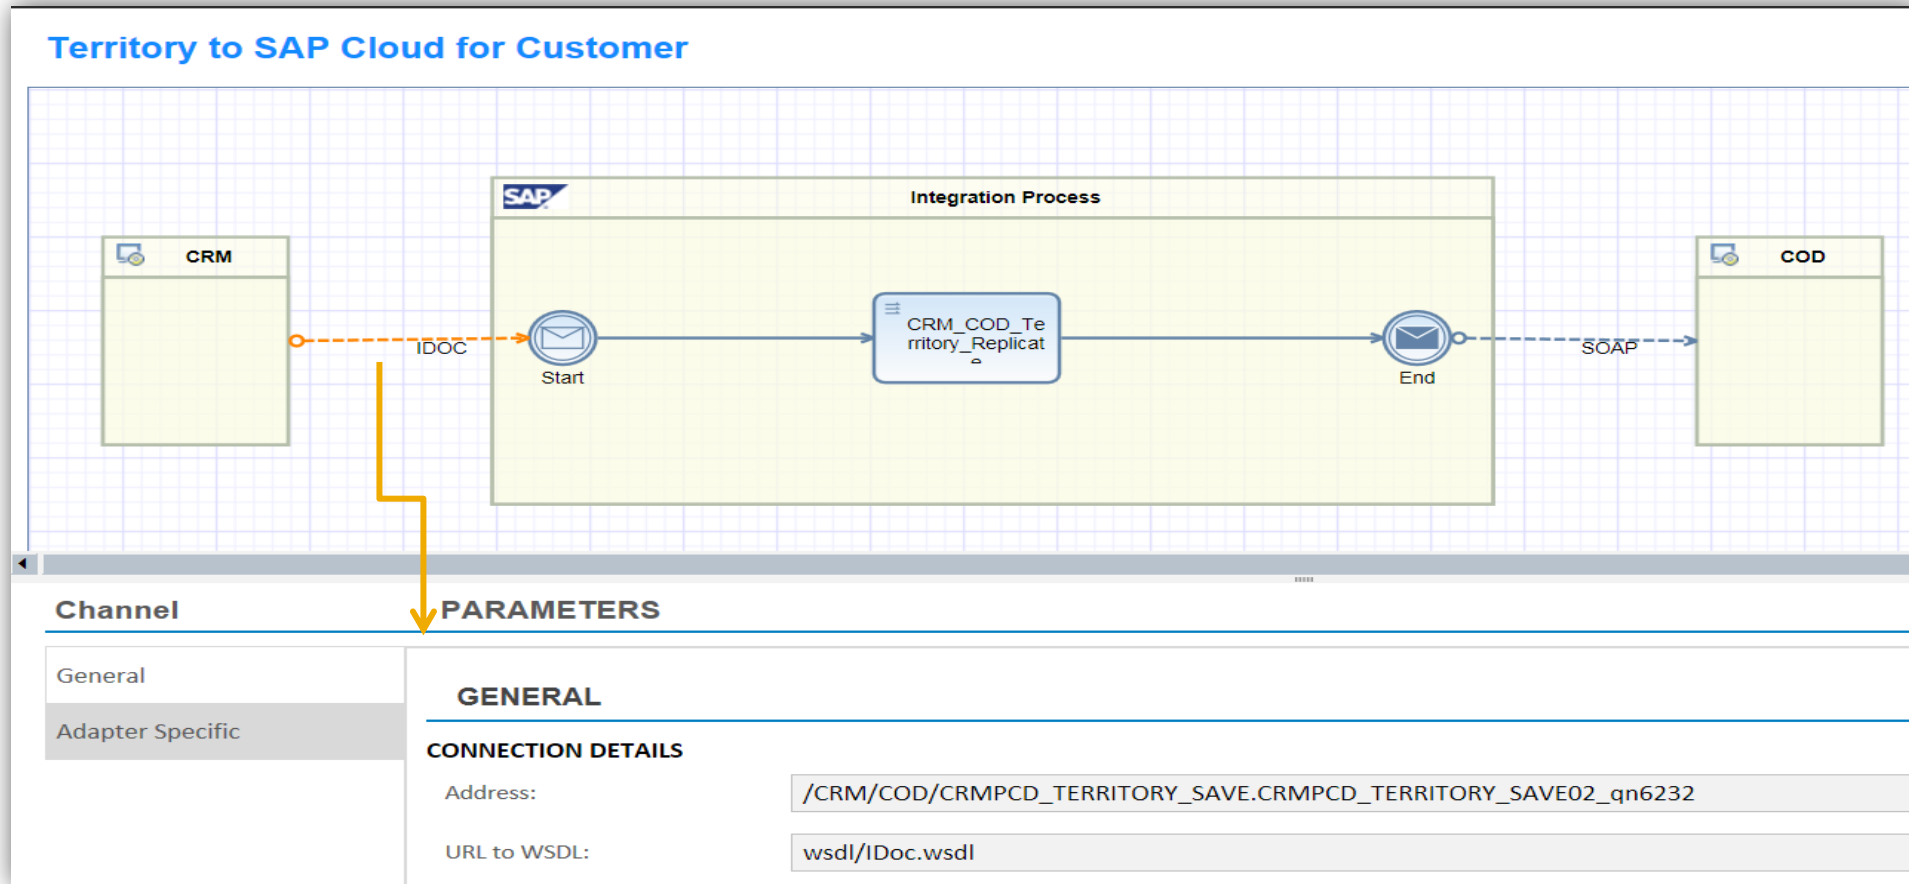 Territory to SAP Cloud for Customer
SAP
Integration Process
CRM
COD
IDOC
Start
CRM_COD_Te
rritory_Replicat
e
End
SOAP
Channel
PARAMETERS
General
Adapter Specific
GENERAL
CONNECTION DETAILS
Address:
/CRM/COD/CRMPCD_TERRITORY_SAVE.CRMPCD_TERRITORY_SAVE02_qn6232
URL to WSDL:
wsdl/IDoc.wsdl